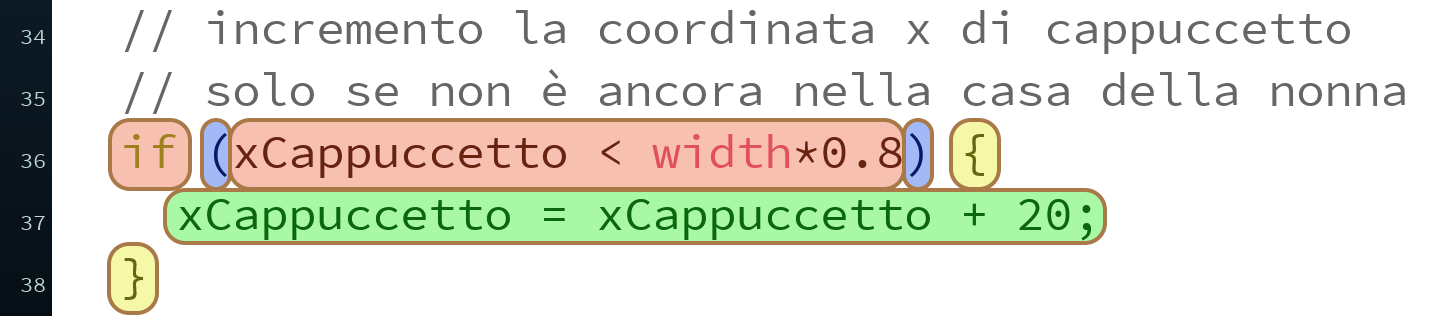 34 // incremento la coordinata x di cappuccetto
35 // solo se non è ancora nella casa della nonna
36 if (xCappuccetto < width*0.8) {
37 xCappuccetto = xCappuccetto + 20;
38 }